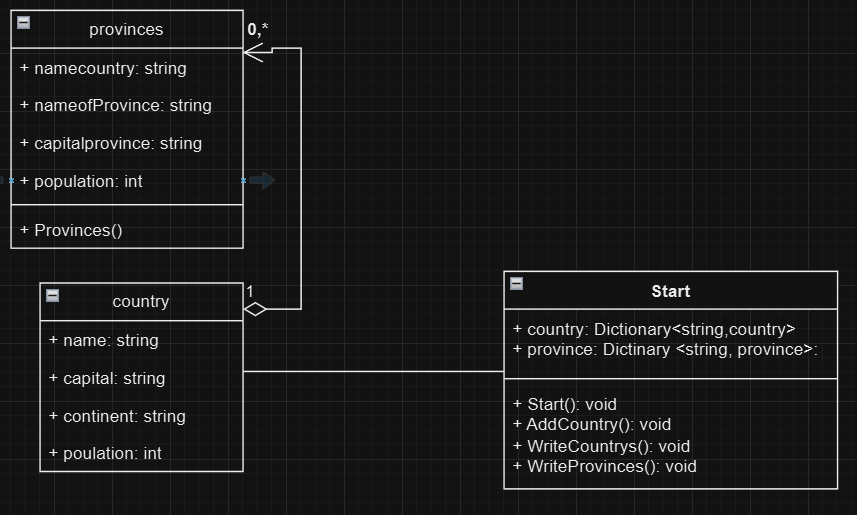 provinces
0,*
+ namecountry: string
+ nameofProvince: string
+ capitalprovince: string
+ population: int
+ Provinces()
country
1
+ name: string
+ capital: string
+ continent: string
+ poulation: int
Start
+ country: Dictionary<string,country>
+ province: Dictinary <string, province>:
+ Start(): void
+ AddCountry(): void
+ WriteCountrys(): void
+ WriteProvinces(): void